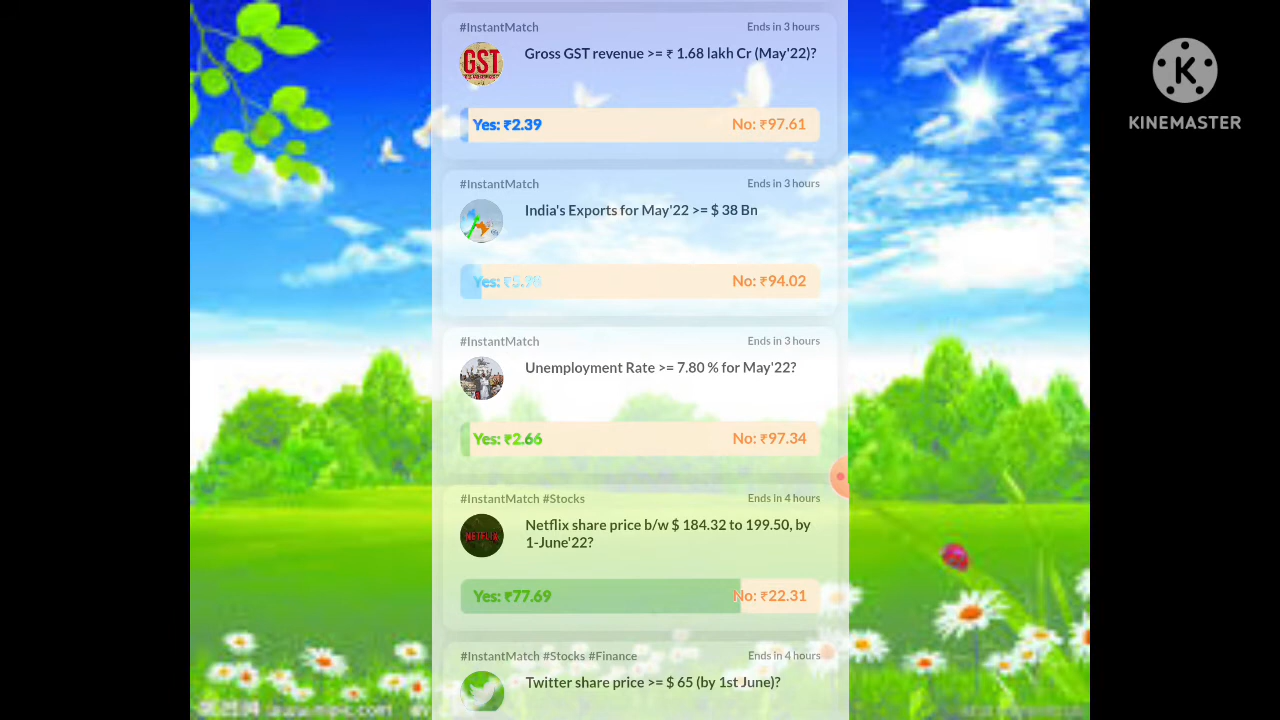 #InstantMatch Ends in 3 hours
GST
Gross GST revenue >= ₹ 1.68 lakh Cr (May'22)?
Yes: ₹2.39 No: ₹97.61
#InstantMatch Ends in 3 hours
India's Exports for May'22 >= $ 38 Bn
Yes: ₹5.98 No: ₹94.02
#InstantMatch Ends in 3 hours
Unemployment Rate >= 7.80 % for May'22?
Yes: ₹2.66 No: ₹97.34
#InstantMatch #Stocks Ends in 4 hours
NETFLIX
Netflix share price b/w $ 184.32 to 199.50, by
1-June'22?
Yes: ₹77.69 No: ₹22.31
#InstantMatch #Stocks #Finance Ends in 4 hours
Twitter share price >= $ 65 (by 1st June)?
K
KINEMASTER